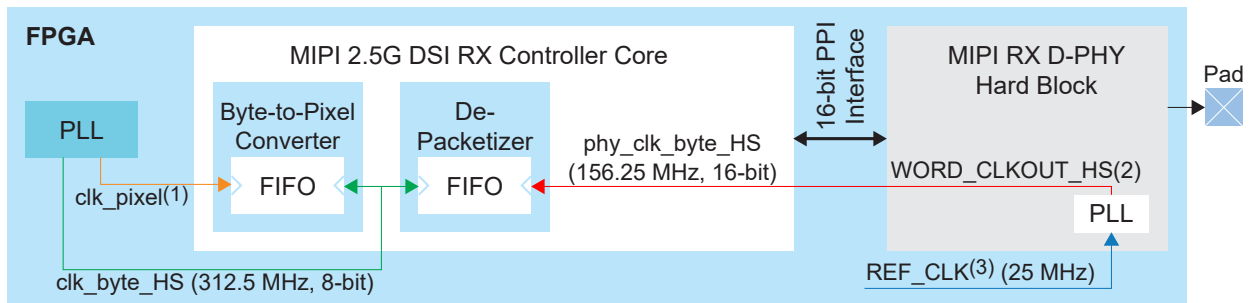 FPGA
MIPI 2.5G DSI RX Controller Core
MIPI RX D-PHY
Hard Block
Pad
16-bit PPI
Interface
PLL
Byte-to-Pixel
Converter
FIFO
De-
Packetizer
FIFO
phy_clk_byte_HS
(156.25 MHz, 16-bit)
WORD_CLKOUT_HS(2)
clk_pixel(1)
PLL
clk_byte_HS (312.5 MHz, 8-bit)
REF_CLK(3) (25 MHz)